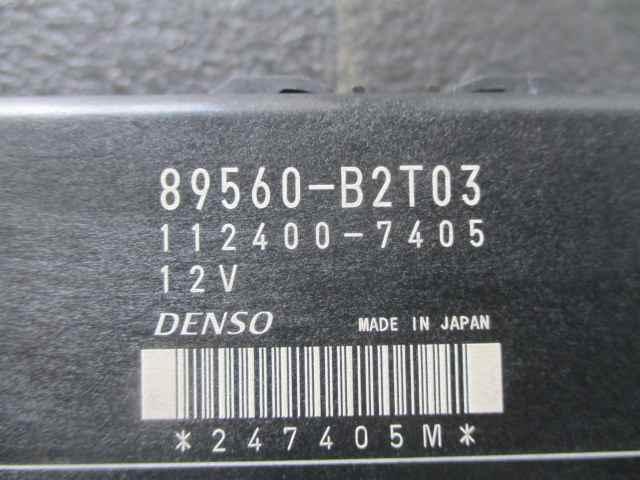 89560-B2T03
112400-7405
12V
DENSO MADE IN JAPAN
*247405M*